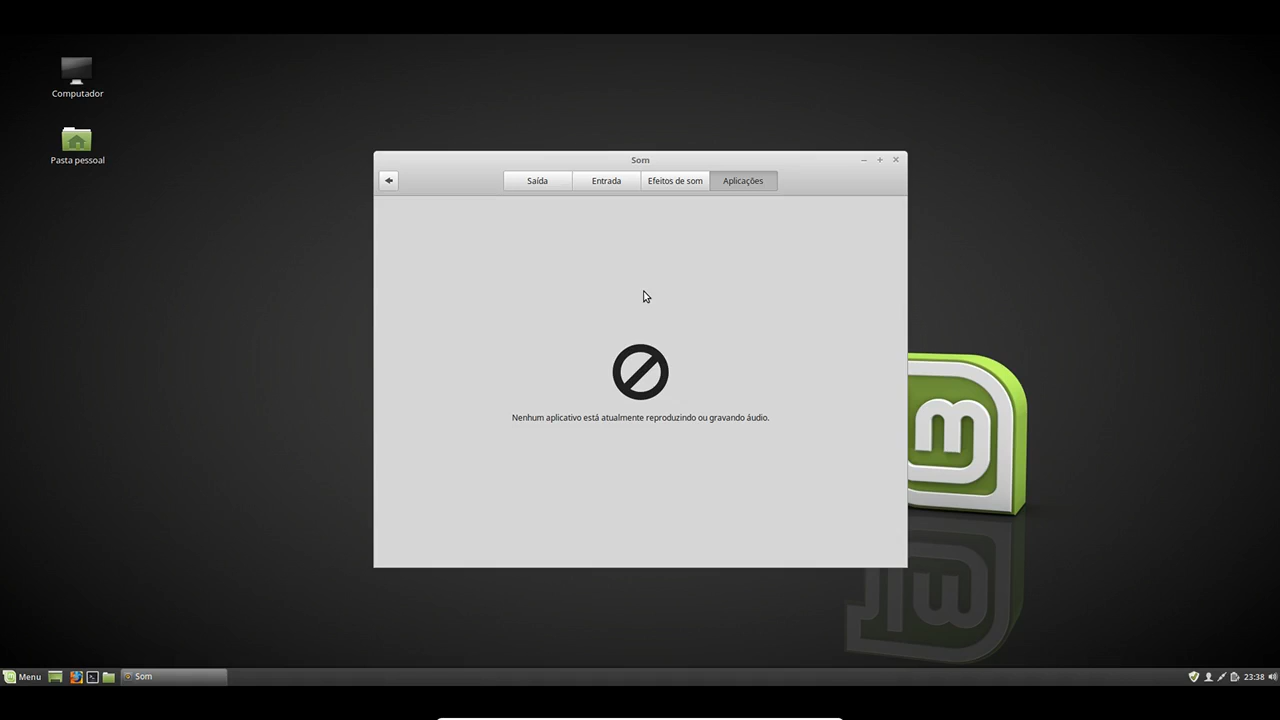 Computador
Pasta pessoal
Som
Saída
Entrada
Efeitos de som
Aplicações
Nenhum aplicativo está atualmente reproduzindo ou gravando áudio.
Menu
Som
23:38